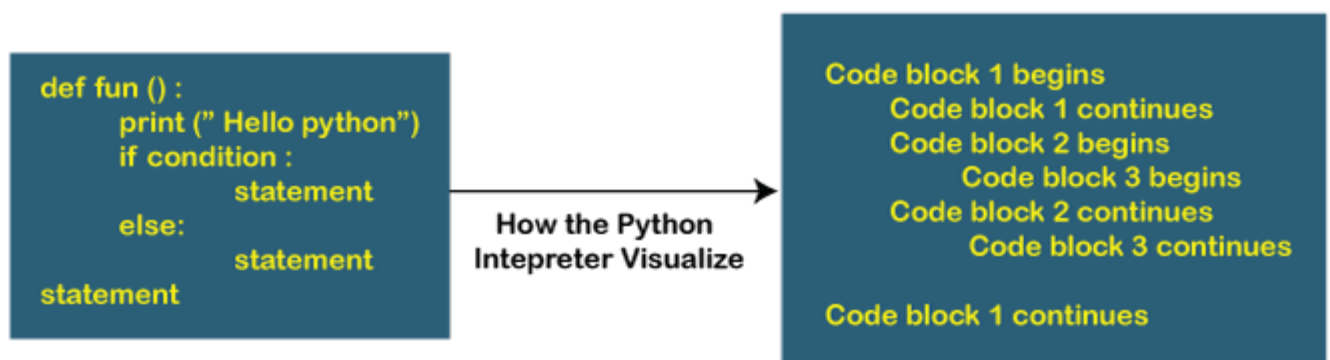 def fun () :
print (” Hello python”)
if condition :
statement
else:
statement
statement
How the Python
Intepreter Visualize
Code block 1 begins
Code block 1 continues
Code block 2 begins
Code block 3 begins
Code block 2 continues
Code block 3 continues
Code block 1 continues